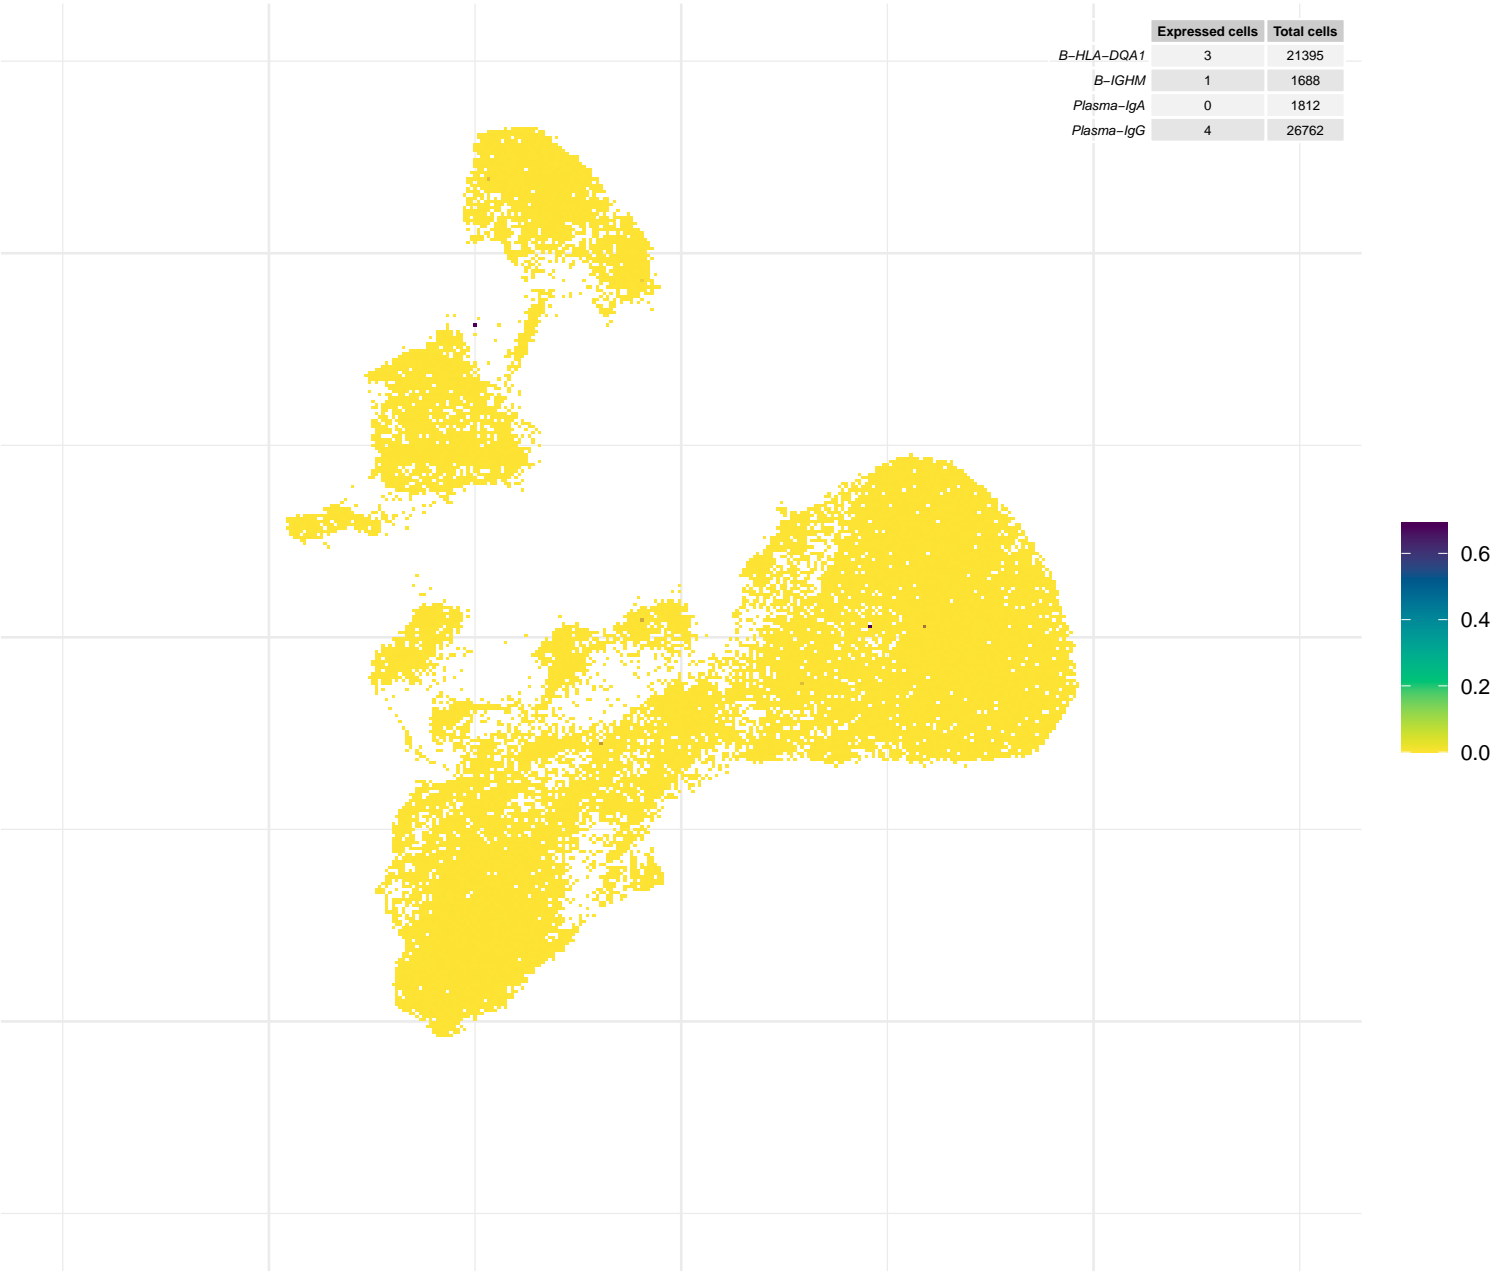 Expressed cells Total cells
B−HLA−DQA1 3 21395
B−IGHM 1 1688
Plasma−IgA 0 1812
Plasma−IgG 4 26762
0.6
0.4
0.2
0.0